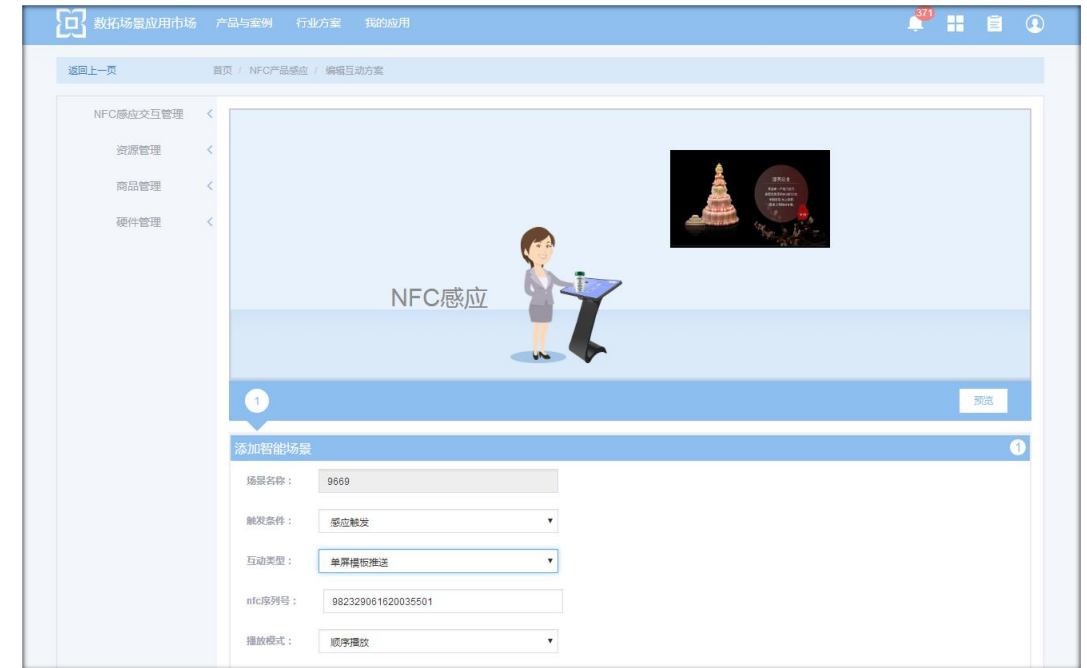 数拓场景应用市场 产品与案例 行业方案 我的应用 371
返回上一页 首页 / NFC产品感应 / 编辑互动方案
NFC感应交互管理
资源管理
商品管理
硬件管理
NFC感应
1 预览
添加智能场景 1
场景名称： 9669
触发条件： 感应触发
互动类型： 单屏模板推送
nfc序列号： 982329061620035501
播放模式： 顺序播放